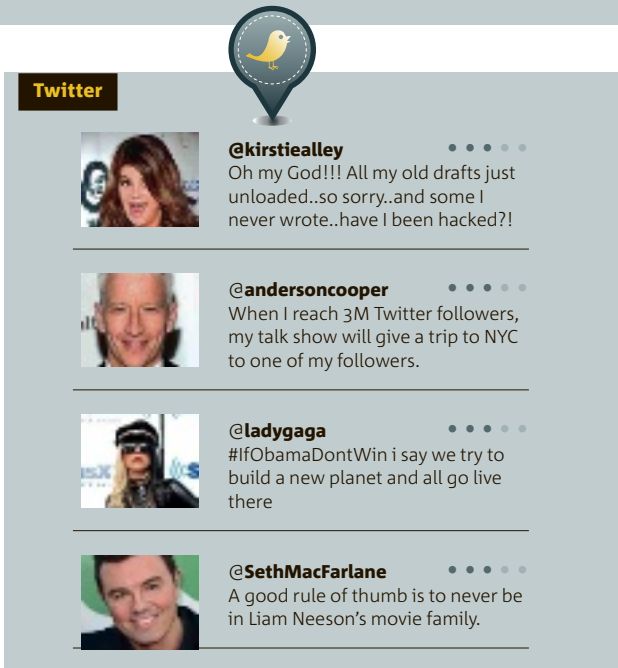 Twitter
@kirstiealley
Oh my God!!! All my old drafts just
unloaded..so sorry..and some I
never wrote..have I been hacked?!
@andersoncooper
When I reach 3M Twitter followers,
my talk show will give a trip to NYC
to one of my followers.
@ladygaga
#IfObamaDontWin i say we try to
build a new planet and all go live
there
@SethMacFarlane
A good rule of thumb is to never be
in Liam Neeson’s movie family.